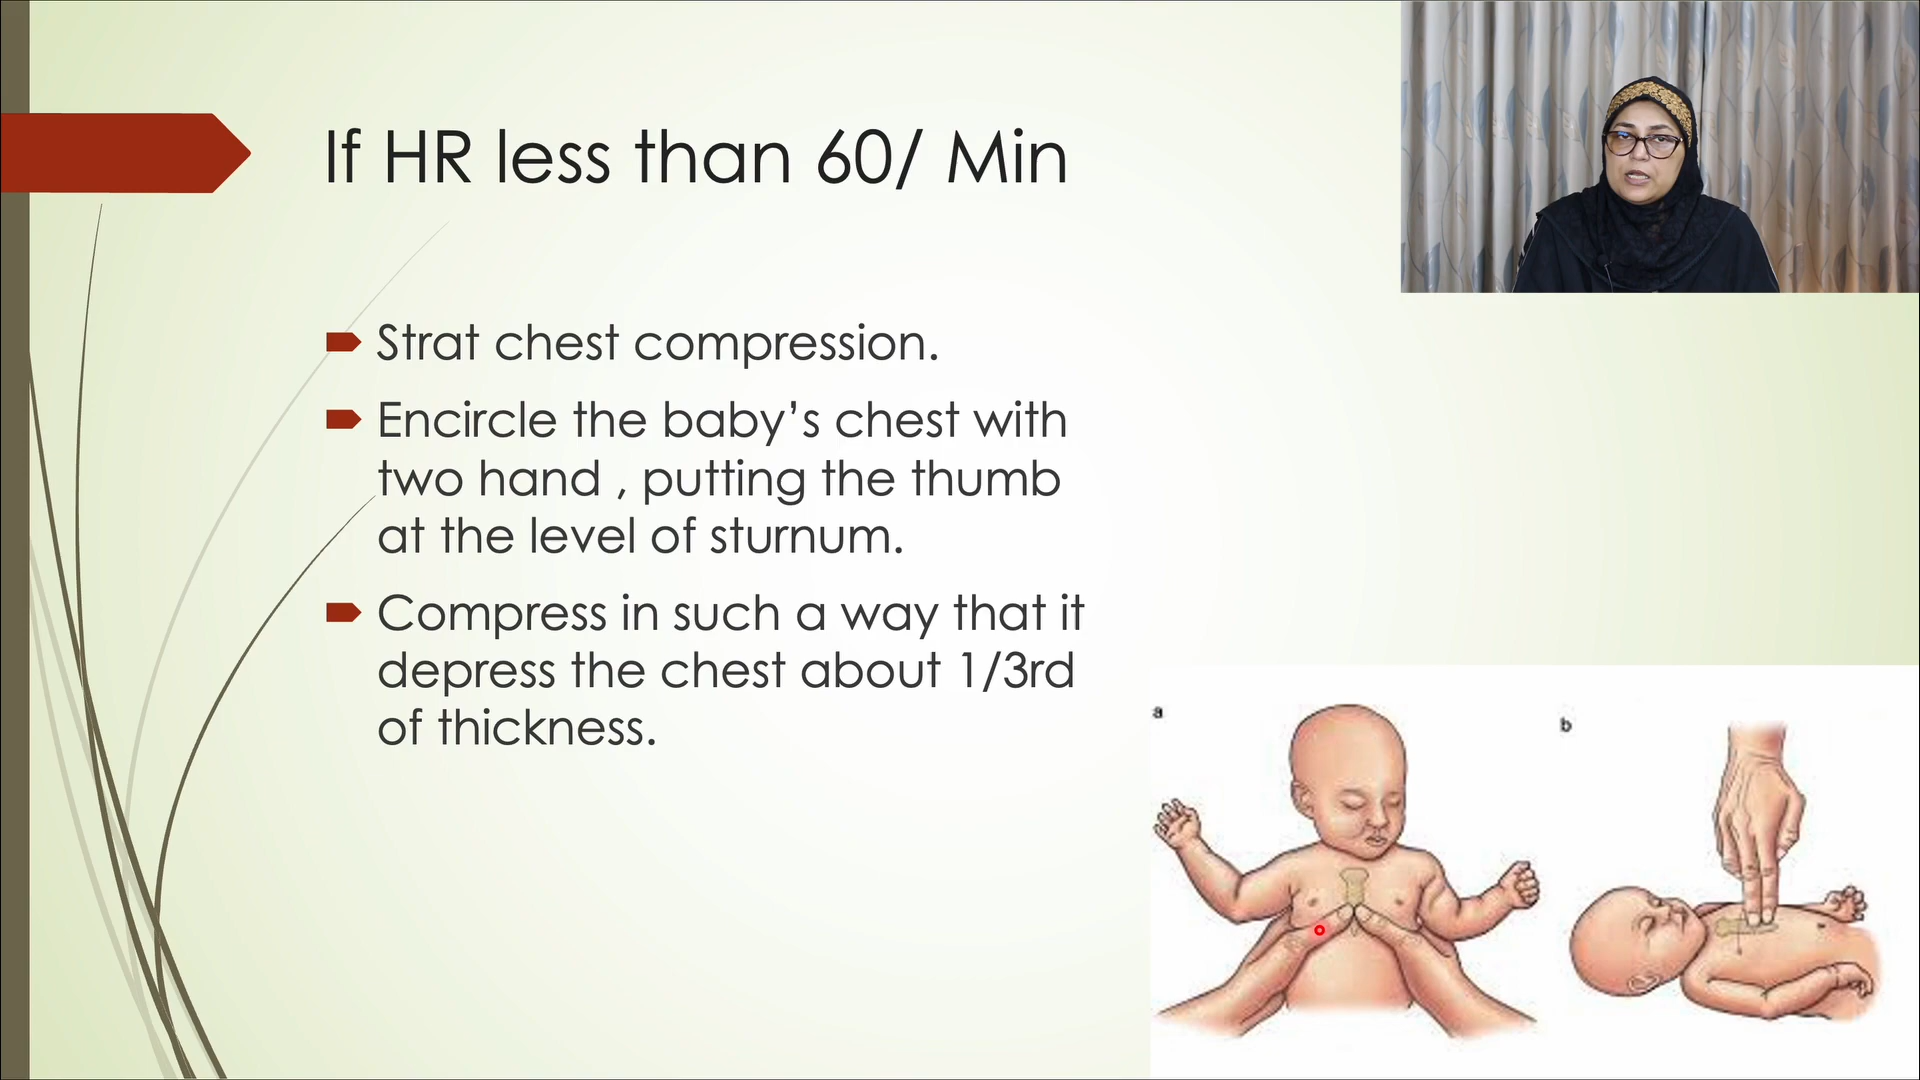 If HR less than 60/ Min
Strat chest compression.
Encircle the baby’s chest with
two hand , putting the thumb
at the level of sturnum.
Compress in such a way that it
depress the chest about 1/3rd
of thickness.
a
b